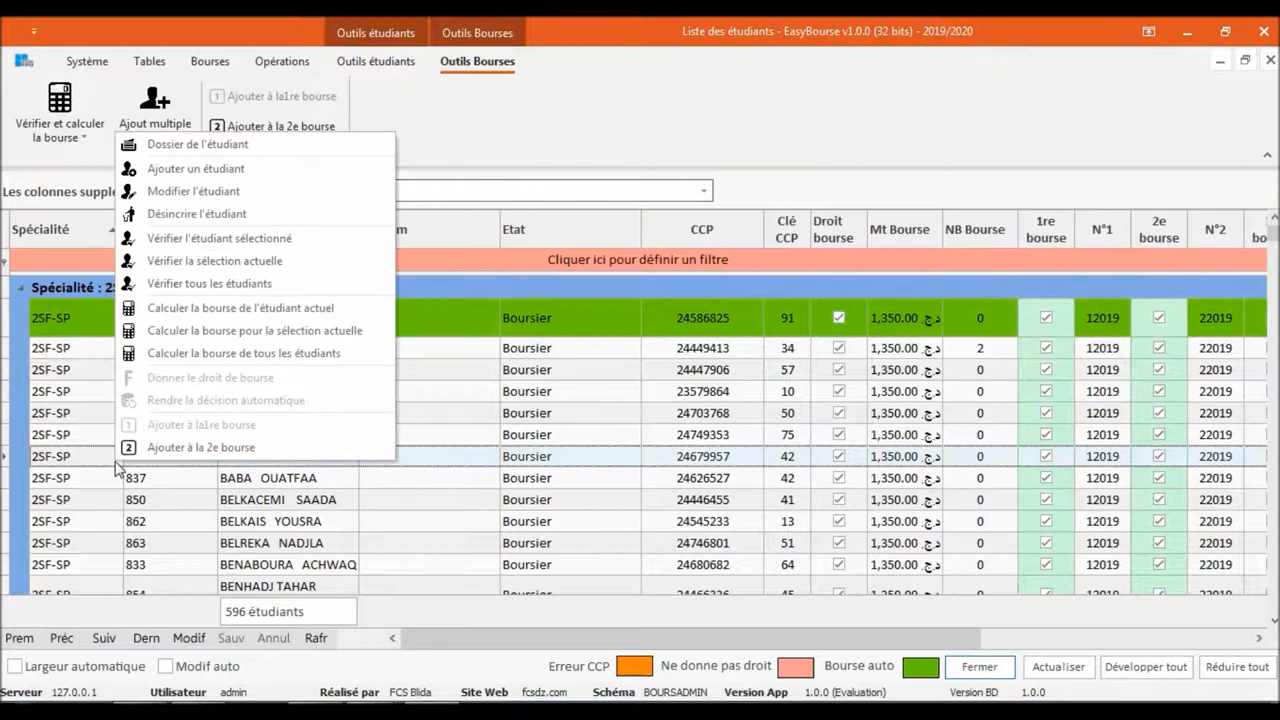 Outils étudiants Outils Bourses Liste des étudiants - EasyBourse v1.0.0 (32 bits) - 2019/2020
Système Tables Bourses Opérations Outils étudiants Outils Bourses
Vérifier et calculer la bourse
Ajout multiple
1 Ajouter à la1re bourse
2 Ajouter à la 2e bourse
Dossier de l'étudiant
Ajouter un étudiant
Modifier l'étudiant
Désincrire l'étudiant
Vérifier l'étudiant sélectionné
Vérifier la sélection actuelle
Vérifier tous les étudiants
Calculer la bourse de l'étudiant actuel
Calculer la bourse pour la sélection actuelle
Calculer la bourse de tous les étudiants
F Donner le droit de bourse
Rendre la décision automatique
1 Ajouter à la1re bourse
2 Ajouter à la 2e bourse
Les colonnes
Spécialité Etat CCP Clé CCP Droit bourse Mt Bourse NB Bourse 1re bourse N°1 2e bourse N°2
Cliquer ici pour définir un filtre
Spécialité :
2SF-SP Boursier 24586825 91 1,350.00 د.ج. 0 12019 22019
2SF-SP Boursier 24449413 34 1,350.00 د.ج. 2 12019 22019
2SF-SP Boursier 24447906 57 1,350.00 د.ج. 0 12019 22019
2SF-SP Boursier 23579864 10 1,350.00 د.ج. 0 12019 22019
2SF-SP Boursier 24703768 50 1,350.00 د.ج. 0 12019 22019
2SF-SP Boursier 24749353 75 1,350.00 د.ج. 0 12019 22019
2SF-SP Boursier 24679957 42 1,350.00 د.ج. 0 12019 22019
2SF-SP 837 BABA OUATFAA Boursier 24626527 42 1,350.00 د.ج. 0 12019 22019
2SF-SP 850 BELKACEMI SAADA Boursier 24446455 41 1,350.00 د.ج. 0 12019 22019
2SF-SP 862 BELKAIS YOUSRA Boursier 24545233 13 1,350.00 د.ج. 0 12019 22019
2SF-SP 863 BELREKA NADJLA Boursier 24746801 51 1,350.00 د.ج. 0 12019 22019
2SF-SP 833 BENABOURA ACHWAQ Boursier 24680682 64 1,350.00 د.ج. 0 12019 22019
BENHADJ TAHAR
596 étudiants
Prem Préc Suiv Dern Modif Sauv Annul Rafr
Largeur automatique Modif auto Erreur CCP Ne donne pas droit Bourse auto Fermer Actualiser Développer tout Réduire tout
Serveur 127.0.0.1 Utilisateur admin Réalisé par FCS Blida Site Web fcsdz.com Schéma BOURSADMIN Version App 1.0.0 (Evaluation) Version BD 1.0.0